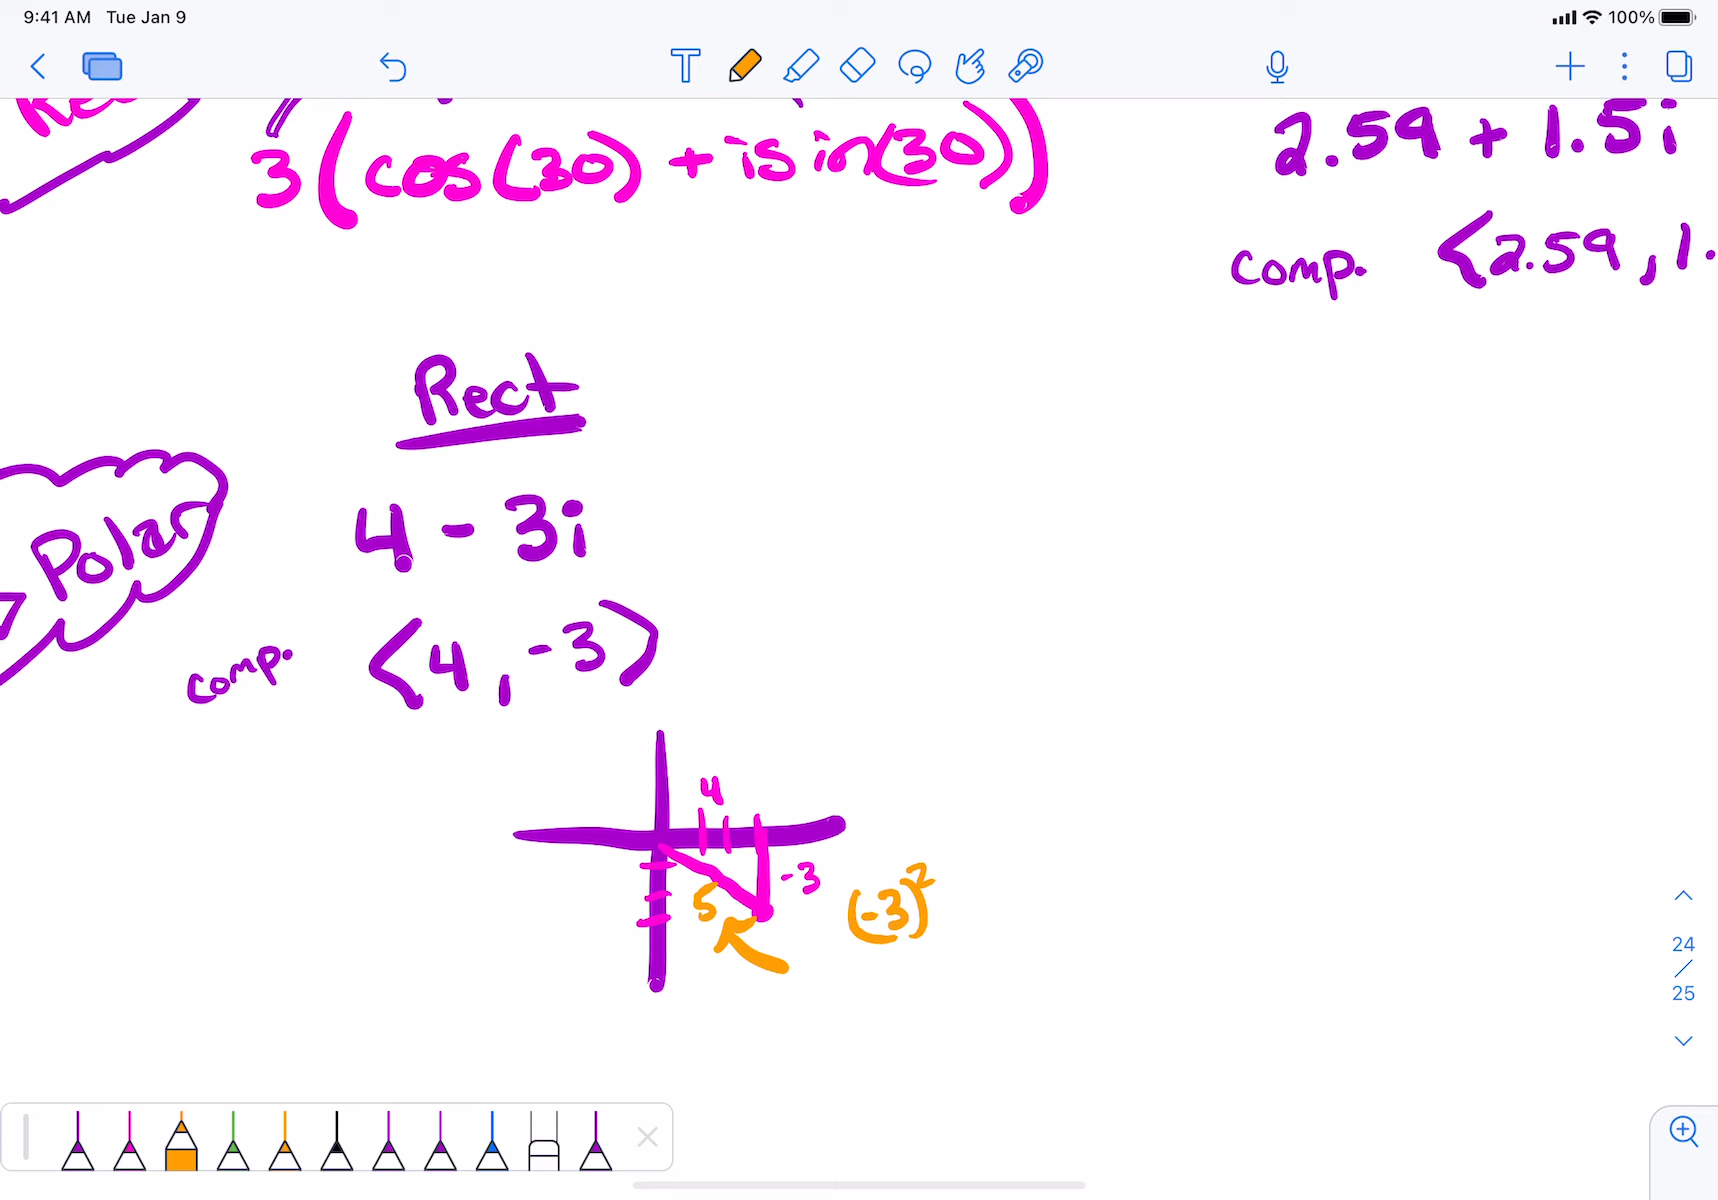 9:41 AM Tue Jan 9
100%
3(cos(30) + isin(30))
2.59 + 1.5i
comp. <2.59, 1.
Rect
Polar
4 - 3i
comp. <4, -3>
4
-3
5
(-3)²
24
/
25